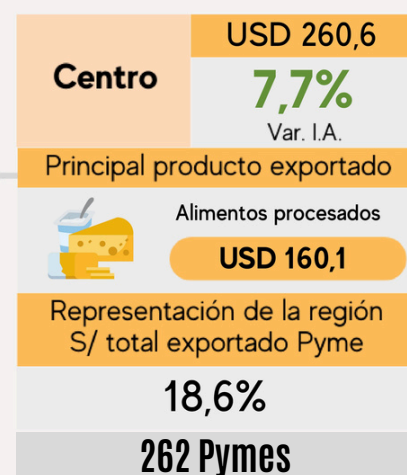 Centro
USD 260,6
7,7%
Var. I.A.
Principal producto exportado
Alimentos procesados
USD 160,1
Representación de la región
S/ total exportado Pyme
18,6%
262 Pymes